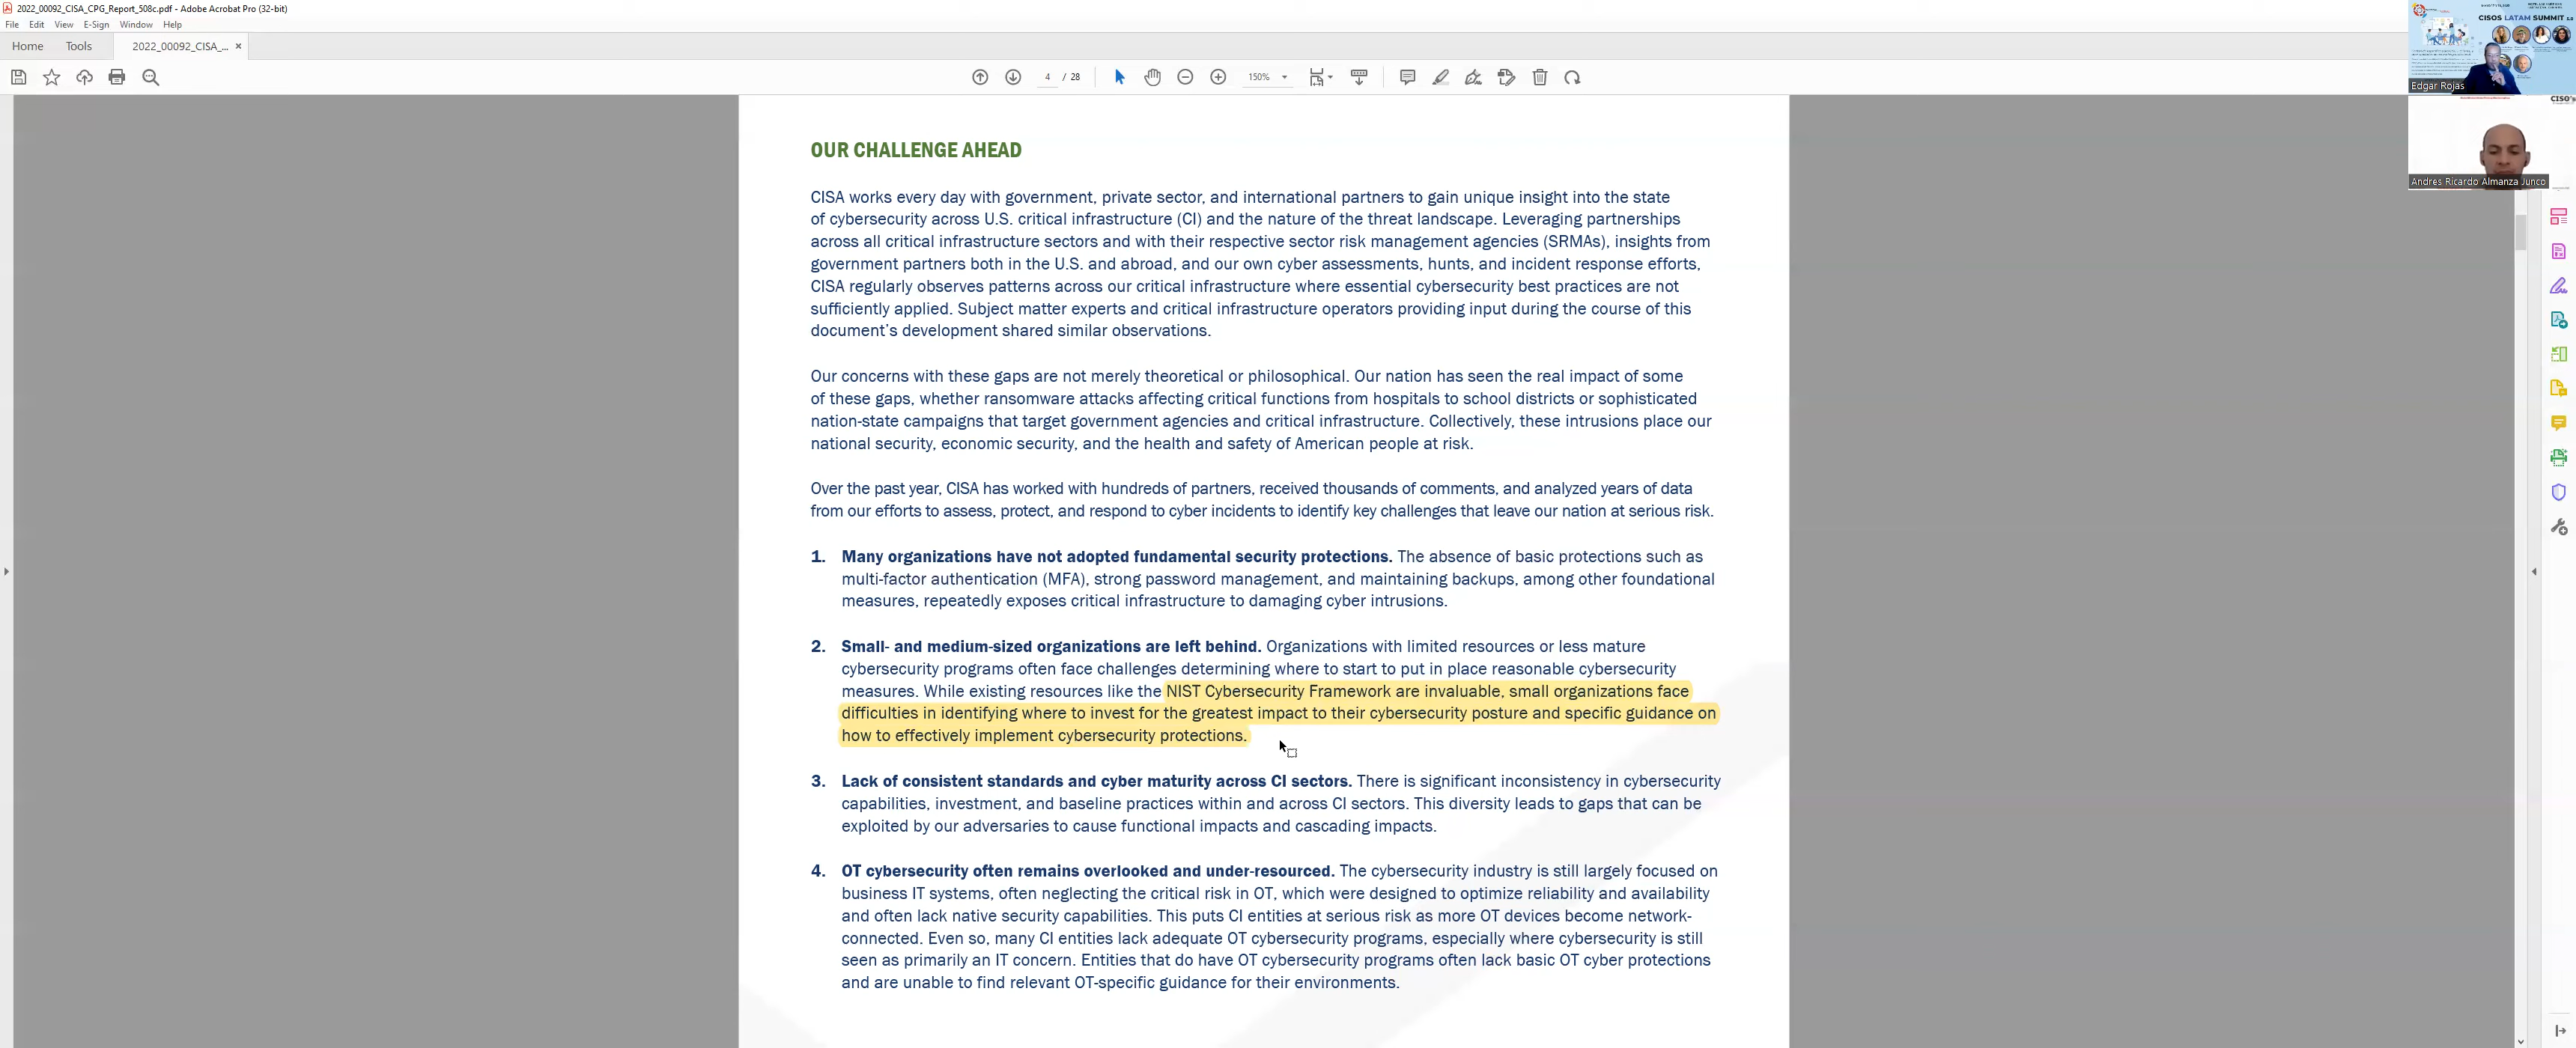 2022_00092_CISA_CPG_Report_508c.pdf - Adobe Acrobat Pro (32-bit)
File Edit View E-Sign Window Help
Home Tools 2022_00092_CISA_... ×
4 / 28 150%
CISOS LATAM SUMMIT
Edgar Rojas
CISO'S
Andres Ricardo Almanza Junco
OUR CHALLENGE AHEAD
CISA works every day with government, private sector, and international partners to gain unique insight into the state
of cybersecurity across U.S. critical infrastructure (CI) and the nature of the threat landscape. Leveraging partnerships
across all critical infrastructure sectors and with their respective sector risk management agencies (SRMAs), insights from
government partners both in the U.S. and abroad, and our own cyber assessments, hunts, and incident response efforts,
CISA regularly observes patterns across our critical infrastructure where essential cybersecurity best practices are not
sufficiently applied. Subject matter experts and critical infrastructure operators providing input during the course of this
document's development shared similar observations.
Our concerns with these gaps are not merely theoretical or philosophical. Our nation has seen the real impact of some
of these gaps, whether ransomware attacks affecting critical functions from hospitals to school districts or sophisticated
nation-state campaigns that target government agencies and critical infrastructure. Collectively, these intrusions place our
national security, economic security, and the health and safety of American people at risk.
Over the past year, CISA has worked with hundreds of partners, received thousands of comments, and analyzed years of data
from our efforts to assess, protect, and respond to cyber incidents to identify key challenges that leave our nation at serious risk.
1. Many organizations have not adopted fundamental security protections. The absence of basic protections such as
multi-factor authentication (MFA), strong password management, and maintaining backups, among other foundational
measures, repeatedly exposes critical infrastructure to damaging cyber intrusions.
2. Small- and medium-sized organizations are left behind. Organizations with limited resources or less mature
cybersecurity programs often face challenges determining where to start to put in place reasonable cybersecurity
measures. While existing resources like the NIST Cybersecurity Framework are invaluable, small organizations face
difficulties in identifying where to invest for the greatest impact to their cybersecurity posture and specific guidance on
how to effectively implement cybersecurity protections.
3. Lack of consistent standards and cyber maturity across CI sectors. There is significant inconsistency in cybersecurity
capabilities, investment, and baseline practices within and across CI sectors. This diversity leads to gaps that can be
exploited by our adversaries to cause functional impacts and cascading impacts.
4. OT cybersecurity often remains overlooked and under-resourced. The cybersecurity industry is still largely focused on
business IT systems, often neglecting the critical risk in OT, which were designed to optimize reliability and availability
and often lack native security capabilities. This puts CI entities at serious risk as more OT devices become network-
connected. Even so, many CI entities lack adequate OT cybersecurity programs, especially where cybersecurity is still
seen as primarily an IT concern. Entities that do have OT cybersecurity programs often lack basic OT cyber protections
and are unable to find relevant OT-specific guidance for their environments.